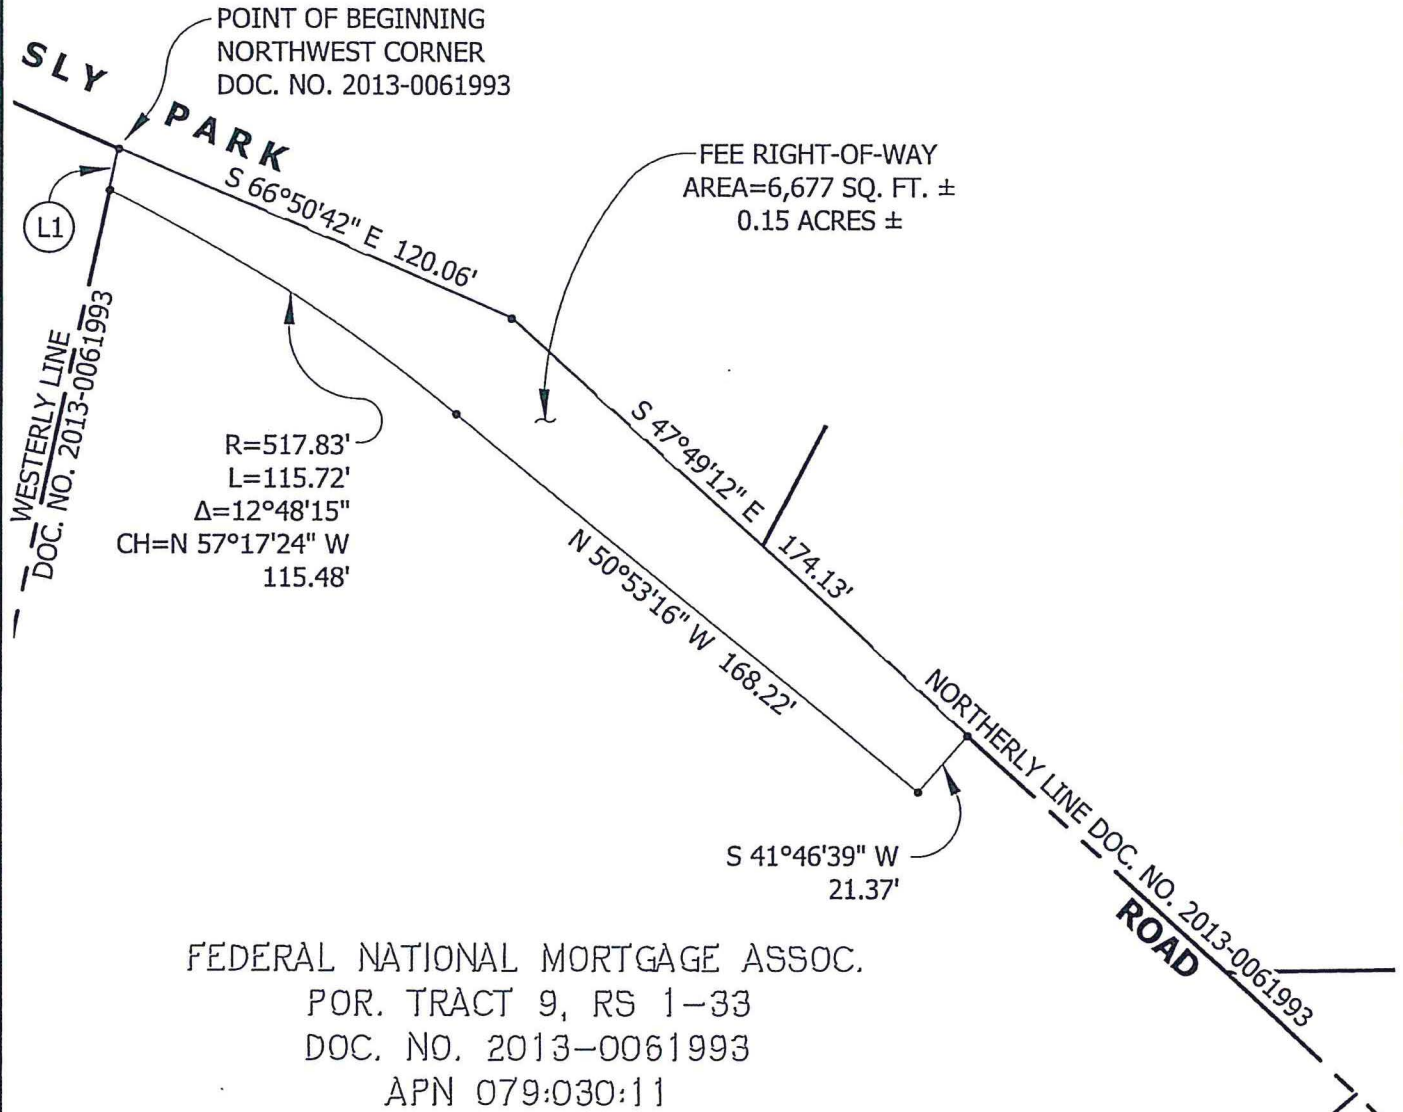 POINT OF BEGINNING
NORTHWEST CORNER
DOC. NO. 2013-0061993
SLY PARK
S 66°50'42" E 120.06'
FEE RIGHT-OF-WAY
AREA=6,677 SQ. FT. ±
0.15 ACRES ±
L1
WESTERLY LINE
DOC. NO. 2013-0061993
R=517.83'
L=115.72'
Δ=12°48'15"
CH=N 57°17'24" W
115.48'
S 47°49'12" E 174.13'
N 50°53'16" W 168.22'
NORTHERLY LINE DOC. NO. 2013-0061993
ROAD
S 41°46'39" W
21.37'
FEDERAL NATIONAL MORTGAGE ASSOC.
POR. TRACT 9, RS 1-33
DOC. NO. 2013-0061993
APN 079:030:11